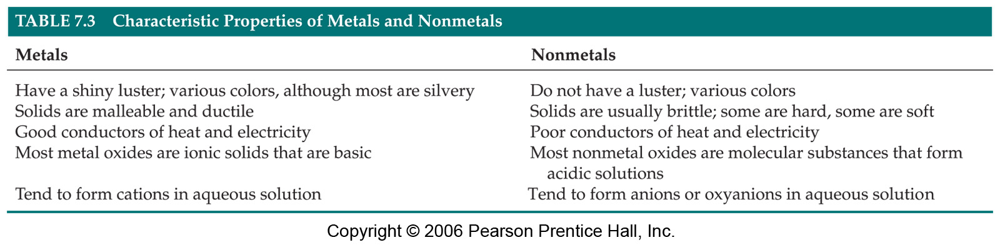 TABLE 7.3 Characteristic Properties of Metals and Nonmetals
Metals Nonmetals
Have a shiny luster; various colors, although most are silvery Do not have a luster; various colors
Solids are malleable and ductile Solids are usually brittle; some are hard, some are soft
Good conductors of heat and electricity Poor conductors of heat and electricity
Most metal oxides are ionic solids that are basic Most nonmetal oxides are molecular substances that form
acidic solutions
Tend to form cations in aqueous solution Tend to form anions or oxyanions in aqueous solution
Copyright © 2006 Pearson Prentice Hall, Inc.